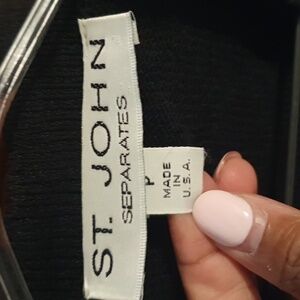 ST. JOHN
SEPARATES
P
MADE
IN
U.S.A.